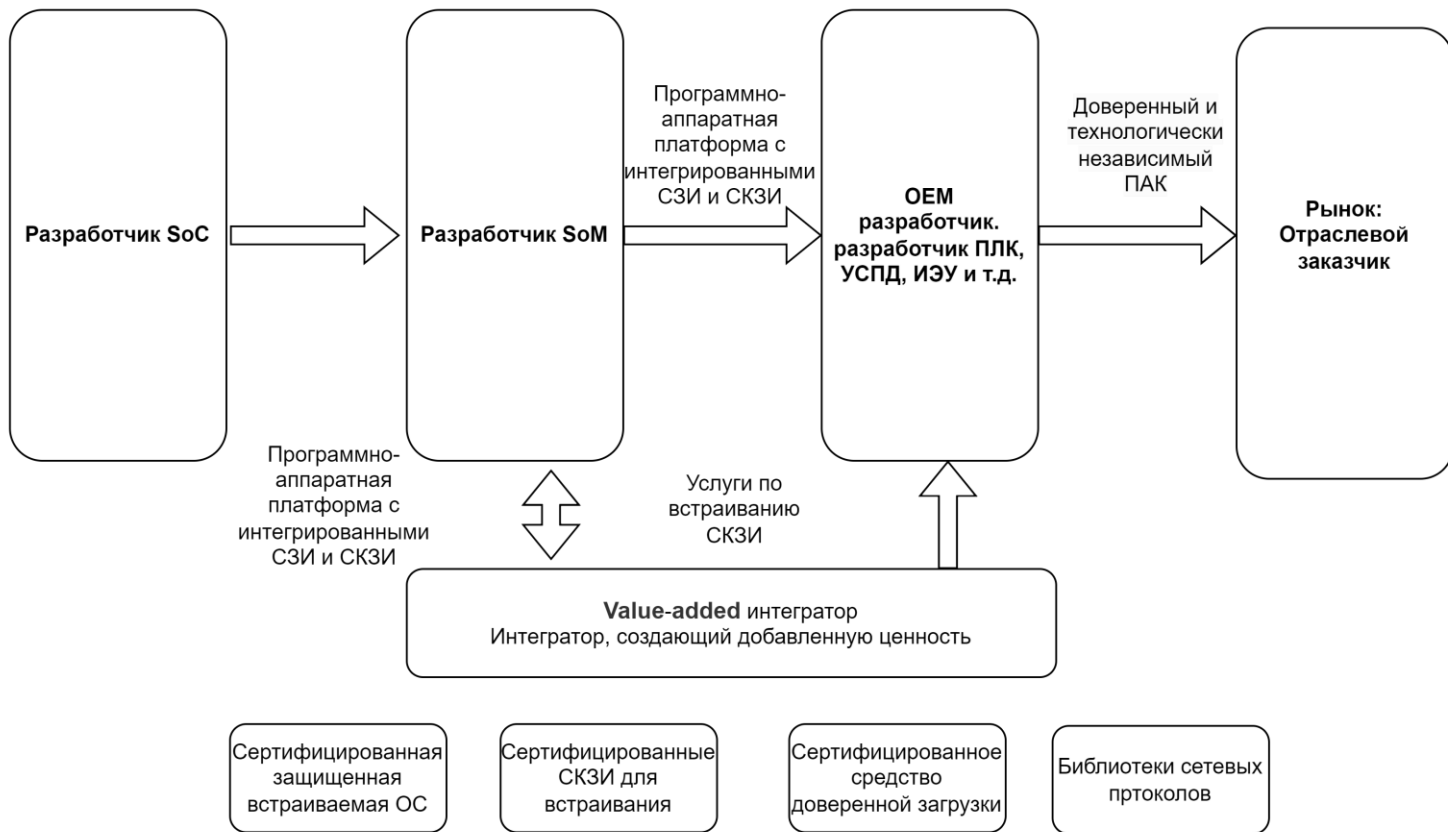 Разработчик SoC
Разработчик SoM
Программно-
аппаратная
платформа с
интегрированными
СЗИ и СКЗИ
OEM
разработчик.
разработчик ПЛК,
УСПД, ИЭУ и т.д.
Доверенный и
технологически
независимый
ПАК
Рынок:
Отраслевой
заказчик
Программно-
аппаратная
платформа с
интегрированными
СЗИ и СКЗИ
Услуги по
встраиванию
СКЗИ
Value-added интегратор
Интегратор, создающий добавленную ценность
Сертифицированная
защищенная
встраиваемая ОС
Сертифицированные
СКЗИ для
встраивания
Сертифицированное
средство
доверенной загрузки
Библиотеки сетевых
пртоколов